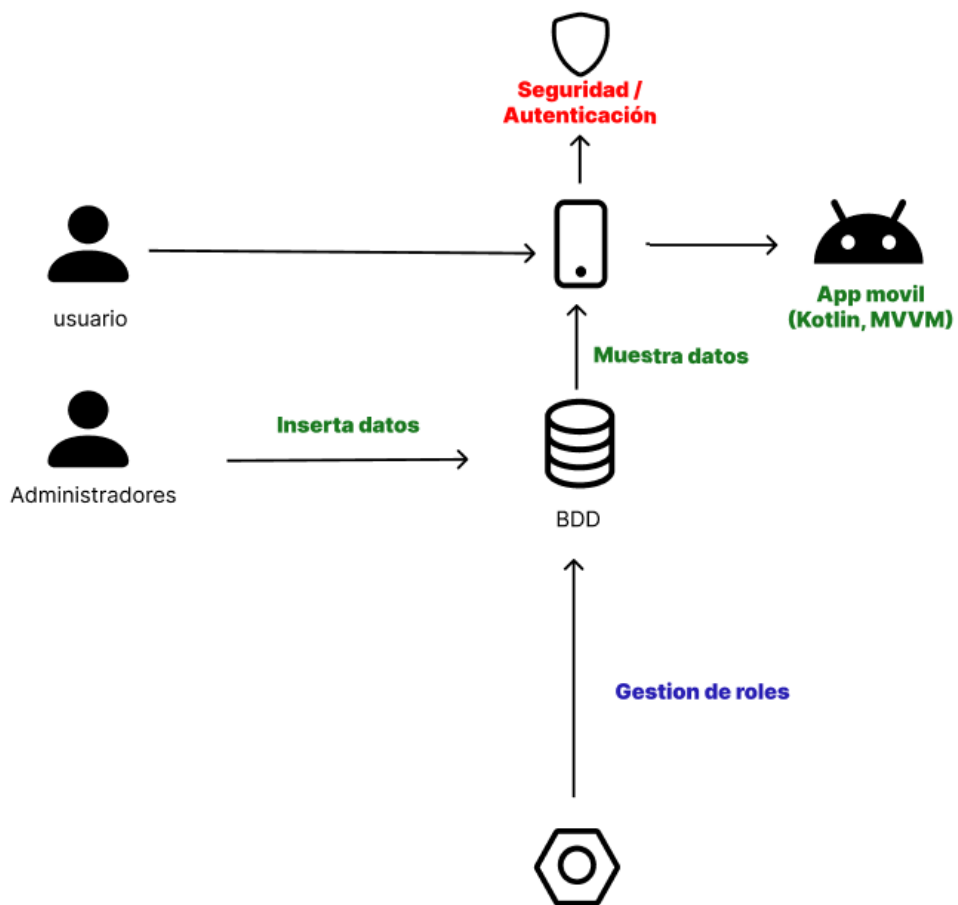 Seguridad /
Autenticación
usuario
App movil
(Kotlin, MVVM)
Muestra datos
Inserta datos
Administradores
BDD
Gestion de roles